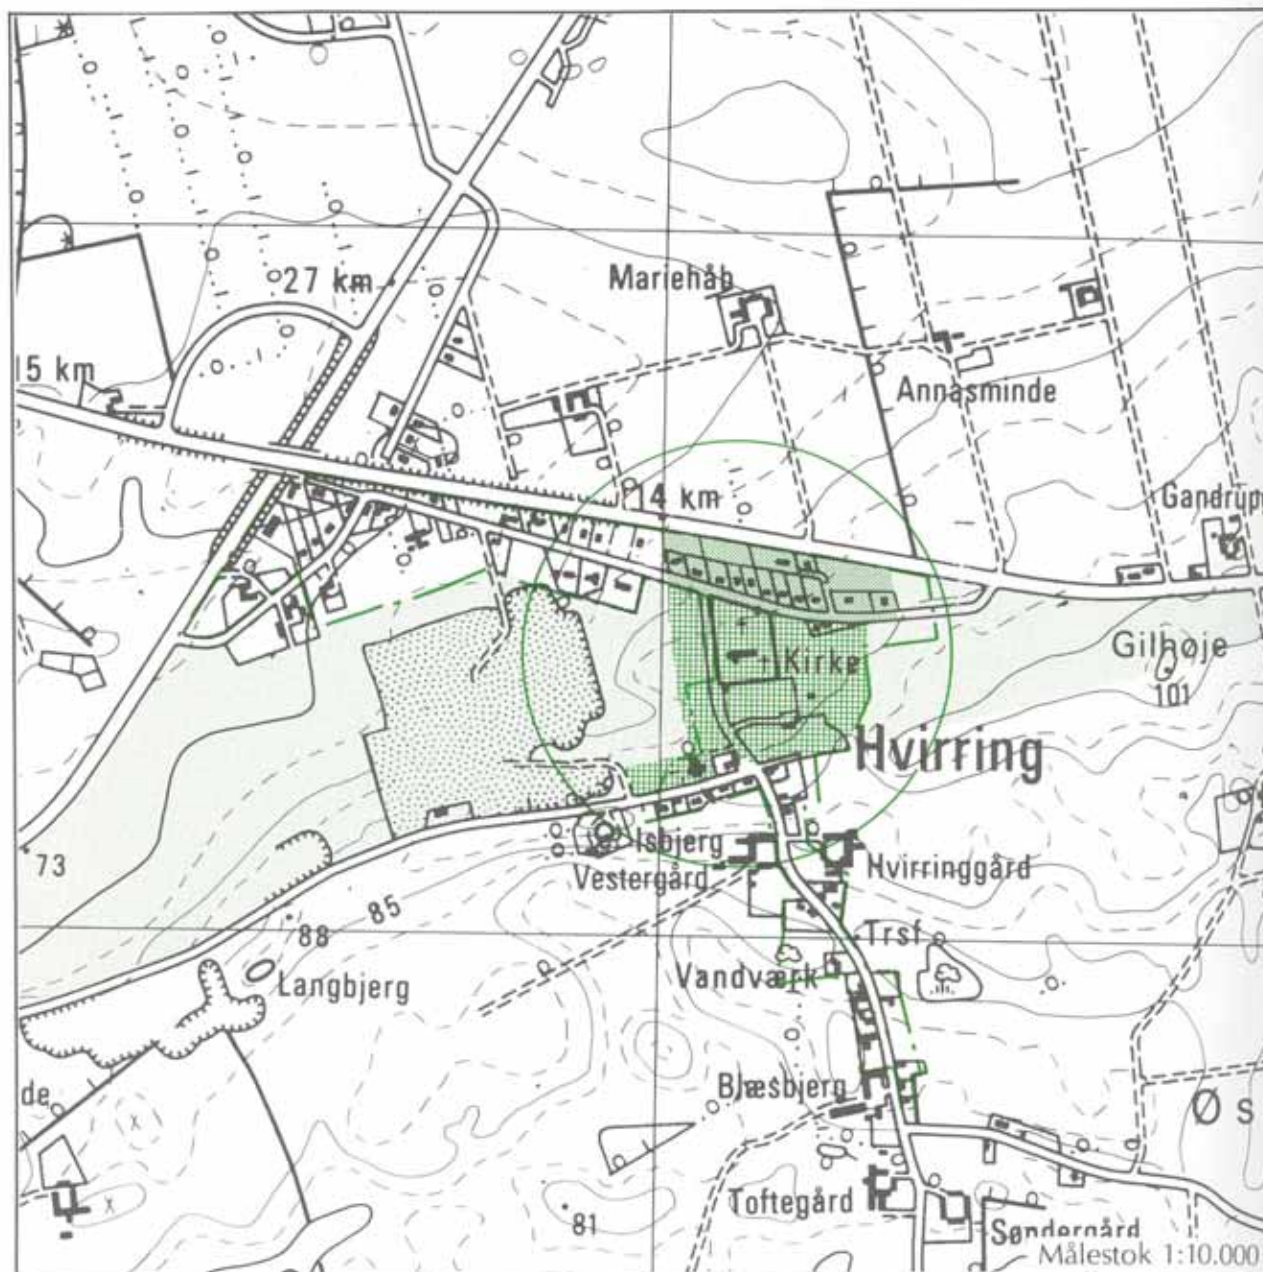 27 km
Mariehåb
15 km
Annasminde
14 km
Gandrup
Kirke
Gilhøje
101
Hvirring
Isbjerg
73
Vestergård
Hvirringgård
85
88
Trsf
Langbjerg
Vandværk
de
Blæsbjerg
Ø s
Toftegård
81
Søndergård
Målestok 1:10.000